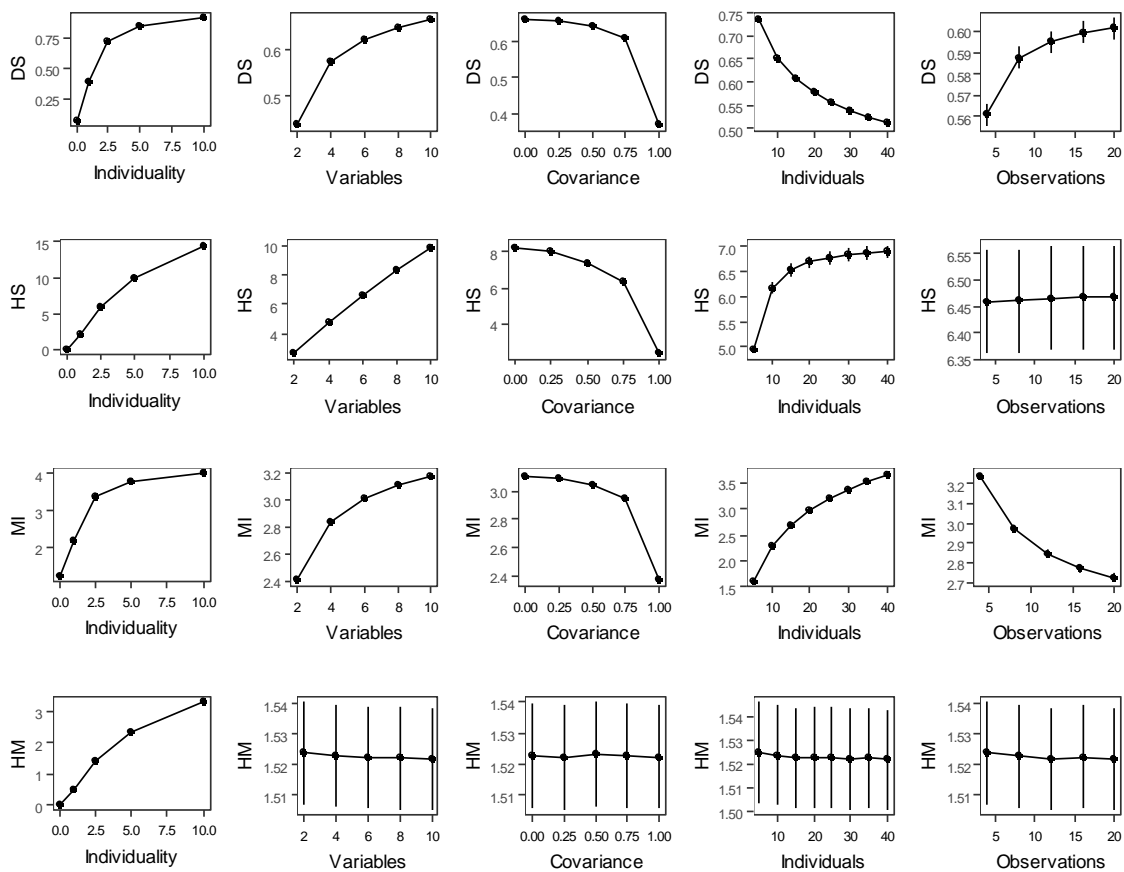 DS
0.75
0.50
0.25
0.0 2.5 5.0 7.5 10.0
Individuality
DS
0.6
0.5
2 4 6 8 10
Variables
DS
0.6
0.5
0.4
0.00 0.25 0.50 0.75 1.00
Covariance
DS
0.75
0.70
0.65
0.60
0.55
0.50
10 20 30 40
Individuals
DS
0.60
0.59
0.58
0.57
0.56
5 10 15 20
Observations
HS
15
10
5
0
0.0 2.5 5.0 7.5 10.0
Individuality
HS
10
8
6
4
2 4 6 8 10
Variables
HS
8
6
4
0.00 0.25 0.50 0.75 1.00
Covariance
HS
7.0
6.5
6.0
5.5
5.0
10 20 30 40
Individuals
HS
6.55
6.50
6.45
6.40
6.35
5 10 15 20
Observations
MI
4
3
2
0.0 2.5 5.0 7.5 10.0
Individuality
MI
3.2
3.0
2.8
2.6
2.4
2 4 6 8 10
Variables
MI
3.0
2.8
2.6
2.4
0.00 0.25 0.50 0.75 1.00
Covariance
MI
3.5
3.0
2.5
2.0
1.5
10 20 30 40
Individuals
MI
3.2
3.1
3.0
2.9
2.8
2.7
5 10 15 20
Observations
HM
3
2
1
0
0.0 2.5 5.0 7.5 10.0
Individuality
HM
1.54
1.53
1.52
1.51
2 4 6 8 10
Variables
HM
1.54
1.53
1.52
1.51
0.00 0.25 0.50 0.75 1.00
Covariance
HM
1.54
1.53
1.52
1.51
1.50
10 20 30 40
Individuals
HM
1.54
1.53
1.52
1.51
5 10 15 20
Observations